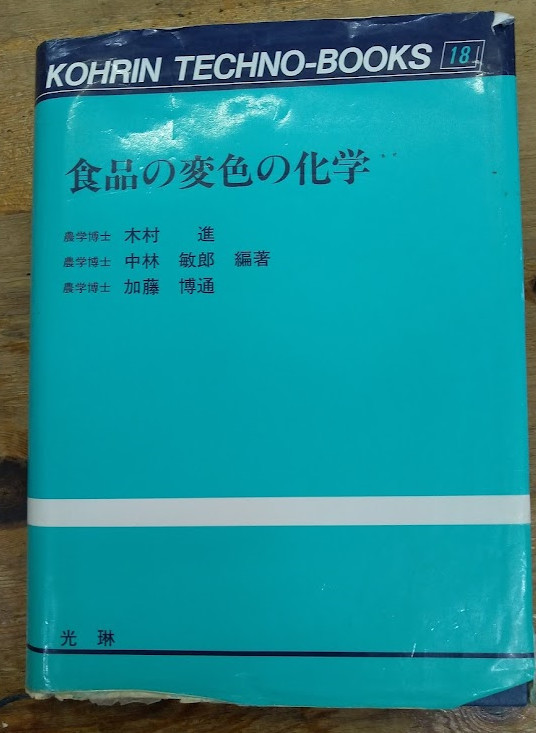 KOHRIN TECHNO-BOOKS 18
食品の変色の化学
農学博士 木村 進
農学博士 中林 敏郎 編著
農学博士 加藤 博通
光 琳